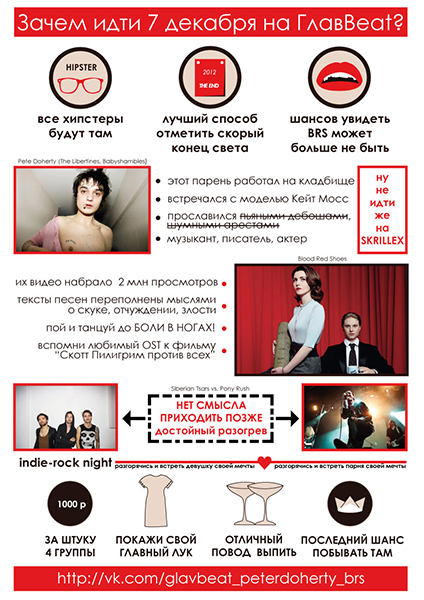 Зачем идти 7 декабря на ГлавBeat?
HIPSTER
2012
THE END
все хипстеры
будут там
лучший способ
отметить скорый
конец света
шансов увидеть
BRS может
больше не быть
Pete Doherty (The Libertines, Babyshambles)
этот парень работал на кладбище
встречался с моделью Кейт Мосс
прославился пьяными дебошами,
шумными арестами
музыкант, писатель, актер
ну
не
идти
же
на
SKRILLEX
Blood Red Shoes
их видео набрало 2 млн просмотров
тексты песен переполнены мыслями
о скуке, отчуждении, злости
пой и танцуй до БОЛИ В НОГАХ!
вспомни любимый OST к фильму
"Скотт Пилигрим против всех"
Siberian Tsars vs. Pony Rush
НЕТ СМЫСЛА
ПРИХОДИТЬ ПОЗЖЕ
достойный разогрев
indie-rock night
разгорячись и встреть девушку своей мечты
разгорячись и встреть парня своей мечты
1000 р
ЗА ШТУКУ
4 ГРУППЫ
ПОКАЖИ СВОЙ
ГЛАВНЫЙ ЛУК
ОТЛИЧНЫЙ
ПОВОД ВЫПИТЬ
ПОСЛЕДНИЙ ШАНС
ПОБЫВАТЬ ТАМ
http://vk.com/glavbeat_peterdoherty_brs